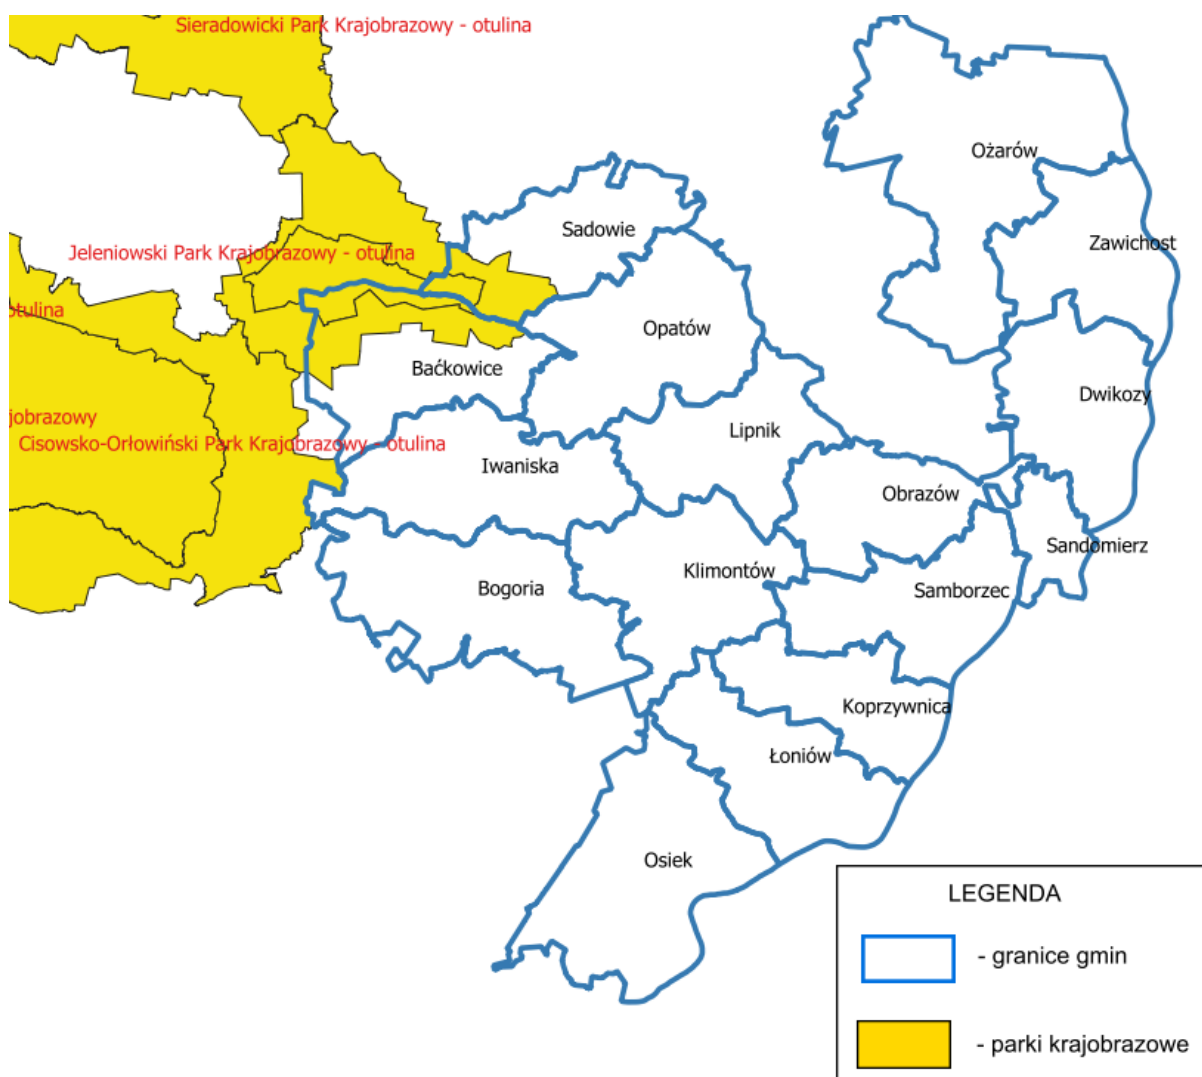 Sieradowicki Park Krajobrazowy - otulina
Ożarów
Sadowie
Zawichost
Jeleniowski Park Krajobrazowy - otulina
otulina
Opatów
Baćkowice
Dwikozy
jobrazowy
Lipnik
Cisowsko-Orłowiński Park Krajobrazowy - otulina
Iwaniska
Obrazów
Sandomierz
Klimontów
Bogoria
Samborzec
Koprzywnica
Łoniów
Osiek
LEGENDA
- granice gmin
- parki krajobrazowe